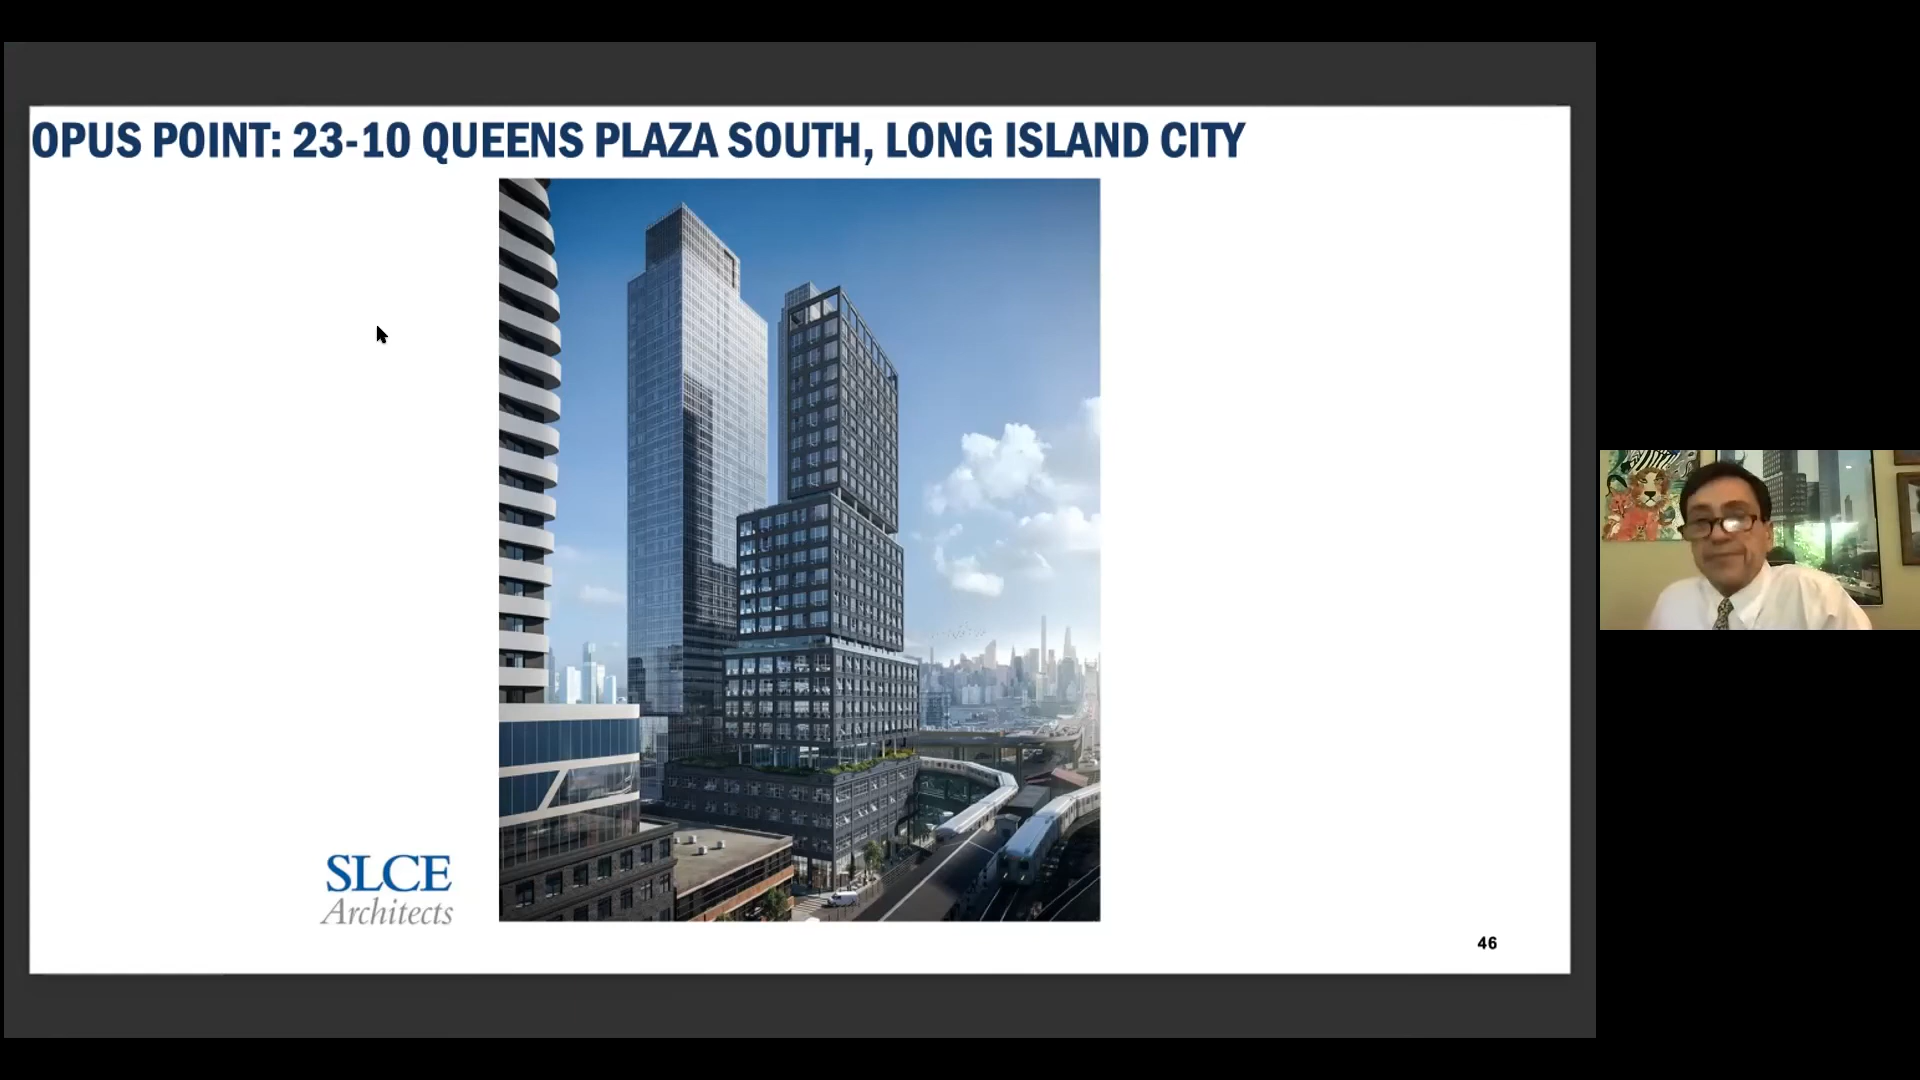 OPUS POINT: 23-10 QUEENS PLAZA SOUTH, LONG ISLAND CITY
SLCE
Architects
46